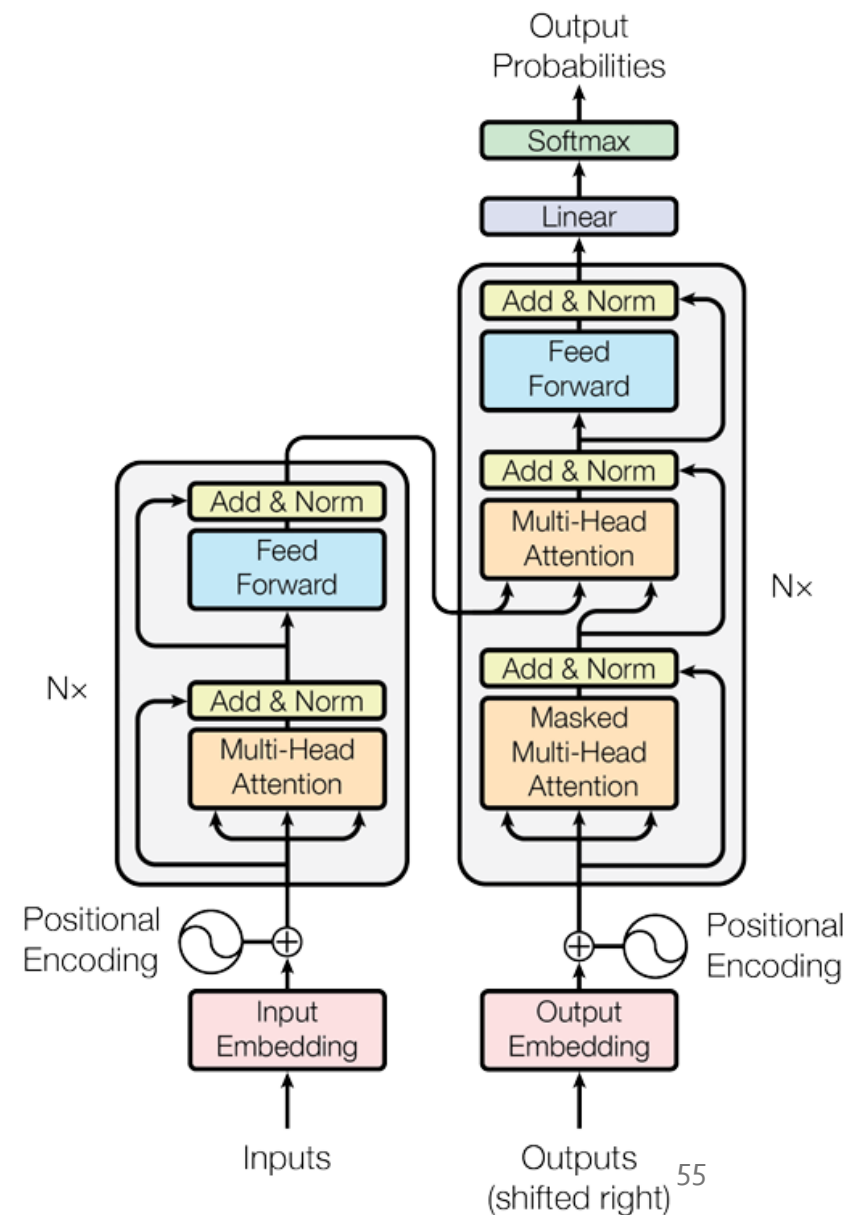 Output
Probabilities
Softmax
Linear
Add & Norm
Feed
Forward
Add & Norm
Multi-Head
Attention
Add & Norm
Masked
Multi-Head
Attention
N×
Add & Norm
Feed
Forward
Add & Norm
Multi-Head
Attention
N×
Positional
Encoding
Positional
Encoding
Input
Embedding
Output
Embedding
Inputs
Outputs
(shifted right)
55